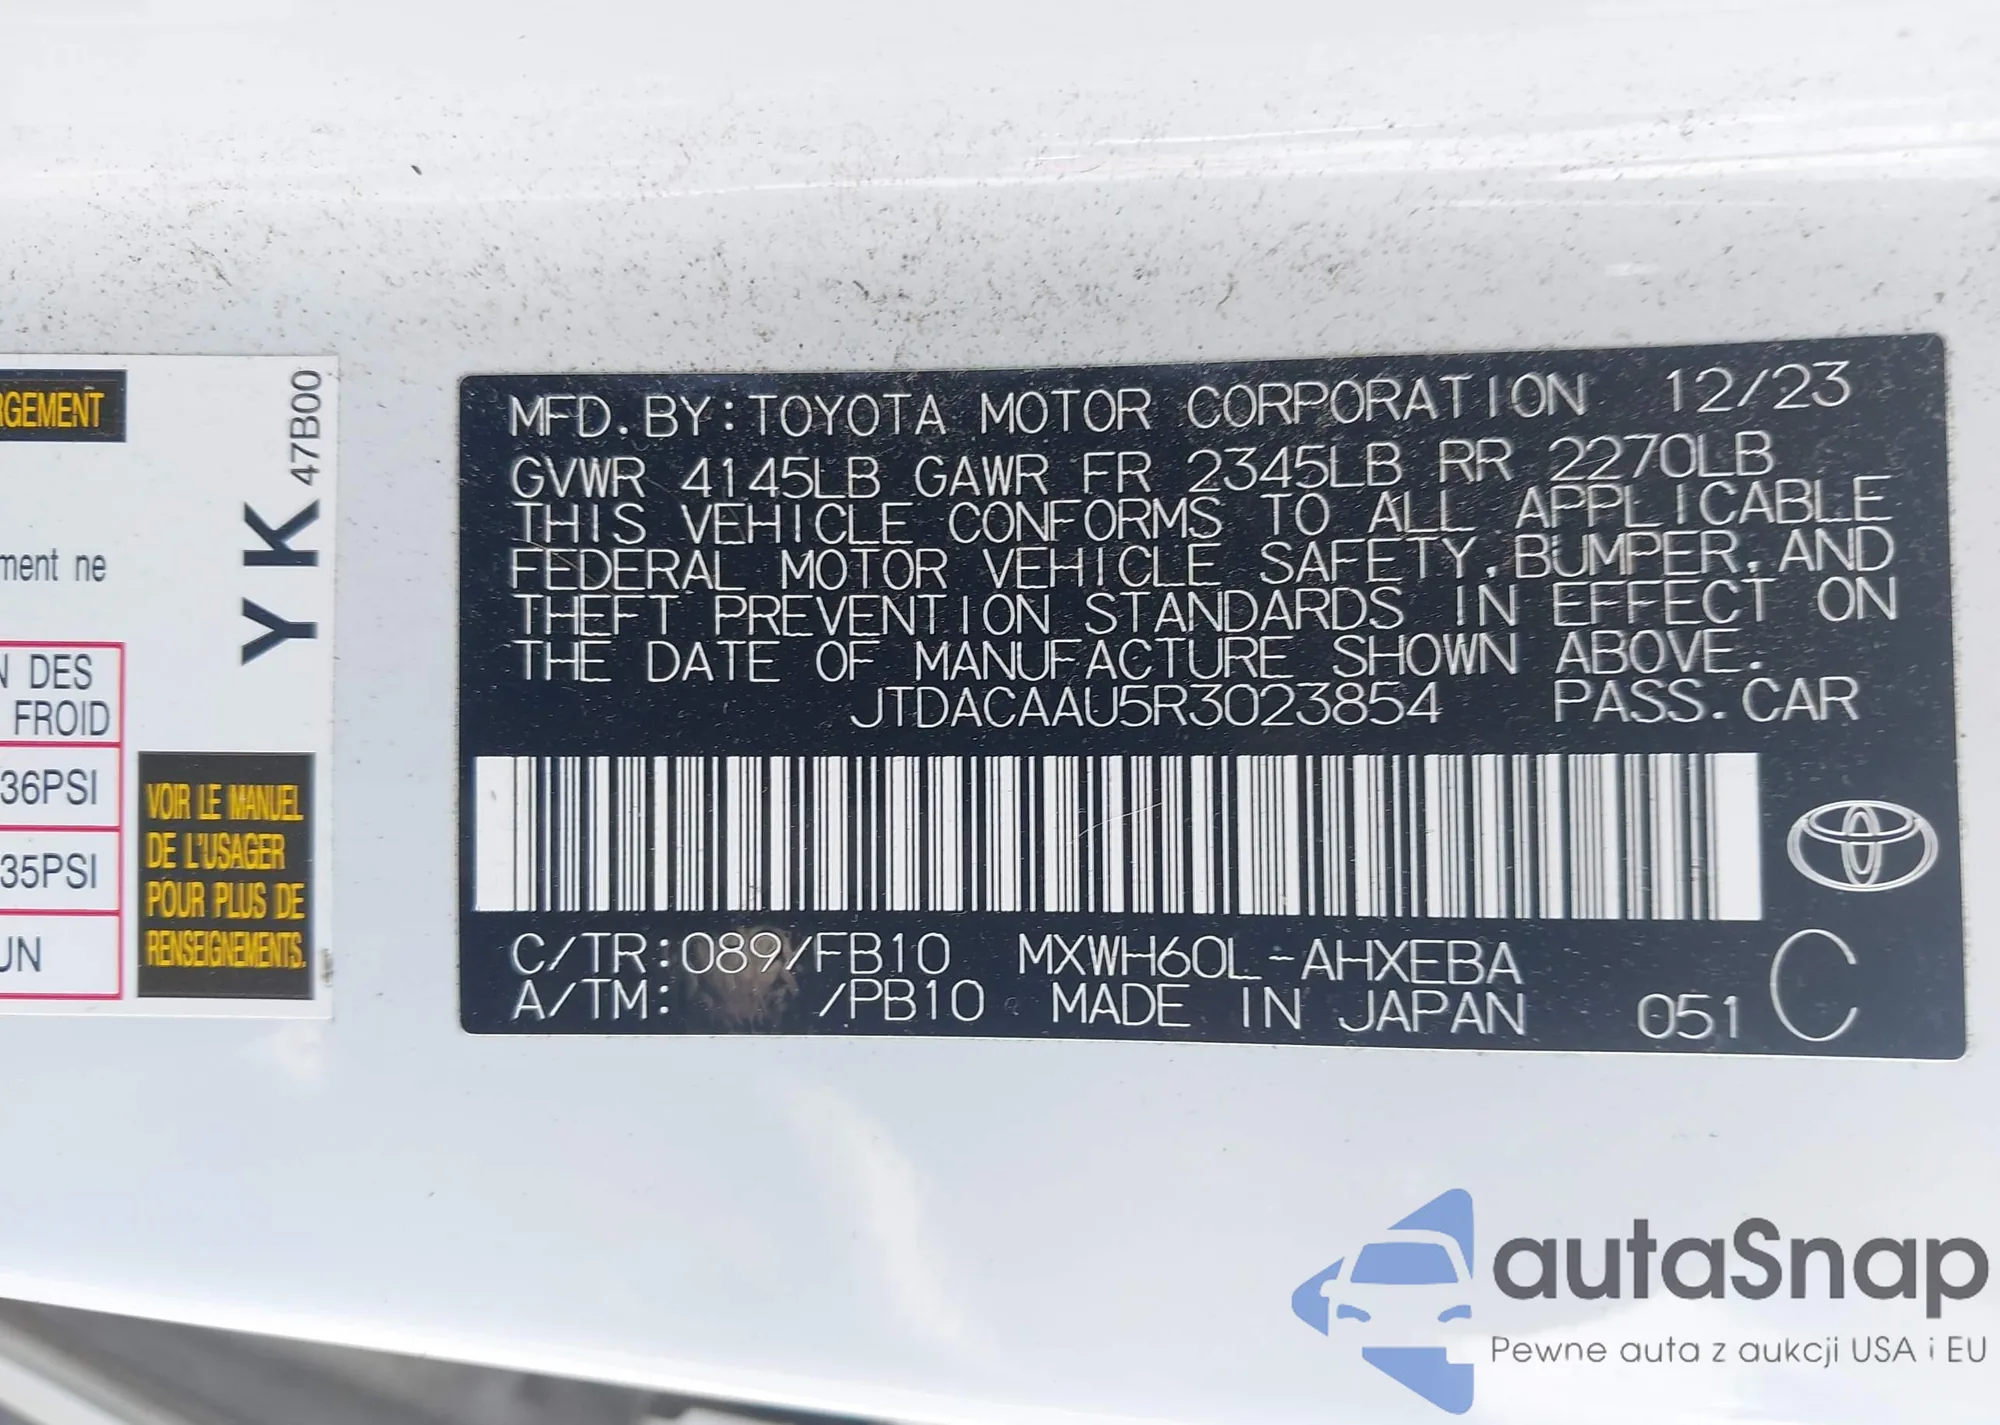 RGEMENT
47B00
YK
ment ne
N DES
FROID
36PSI
35PSI
UN
VOIR LE MANUEL
DE L'USAGER
POUR PLUS DE
RENSEIGNEMENTS.
MFD. BY: TOYOTA MOTOR CORPORATION 12/23
GVWR 4145LB GAWR FR 2345LB RR 2270LB
THIS VEHICLE CONFORMS TO ALL APPLICABLE
FEDERAL MOTOR VEHICLE SAFETY, BUMPER, AND
THEFT PREVENTION STANDARDS IN EFFECT ON
THE DATE OF MANUFACTURE SHOWN ABOVE.
JTDACAAU5R3023854 PASS. CAR
C/TR: 089/FB10 MXWH60L-AHXEBA
A/TM: /PB10 MADE IN JAPAN 051 C
autaSnap
Pewne auta z aukcji USA i EU